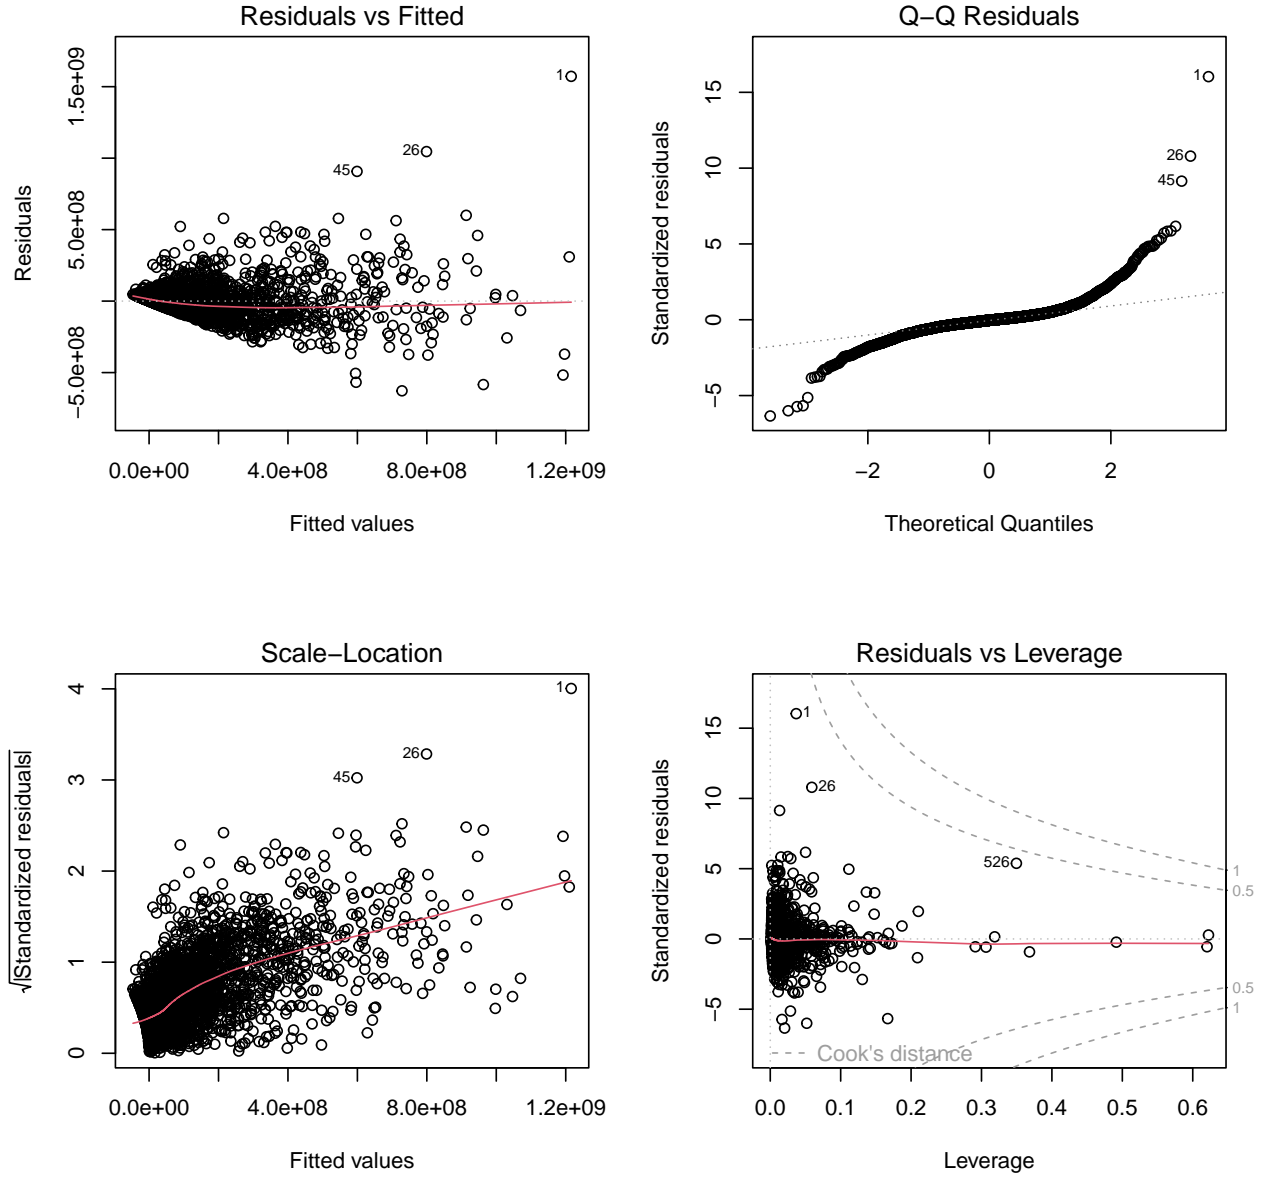 Residuals vs Fitted
Residuals
1.5e+09
5.0e+08
−5.0e+08
1
26
45
0.0e+00 4.0e+08 8.0e+08 1.2e+09
Fitted values
Q−Q Residuals
Standardized residuals
15
10
5
0
−5
1
26
45
−2 0 2
Theoretical Quantiles
Scale−Location
√|Standardized residuals|
4
3
2
1
0
1
26
45
0.0e+00 4.0e+08 8.0e+08 1.2e+09
Fitted values
Residuals vs Leverage
Standardized residuals
15
10
5
0
−5
1
26
526
1
0.5
0.5
1
Cook's distance
0.0 0.1 0.2 0.3 0.4 0.5 0.6
Leverage